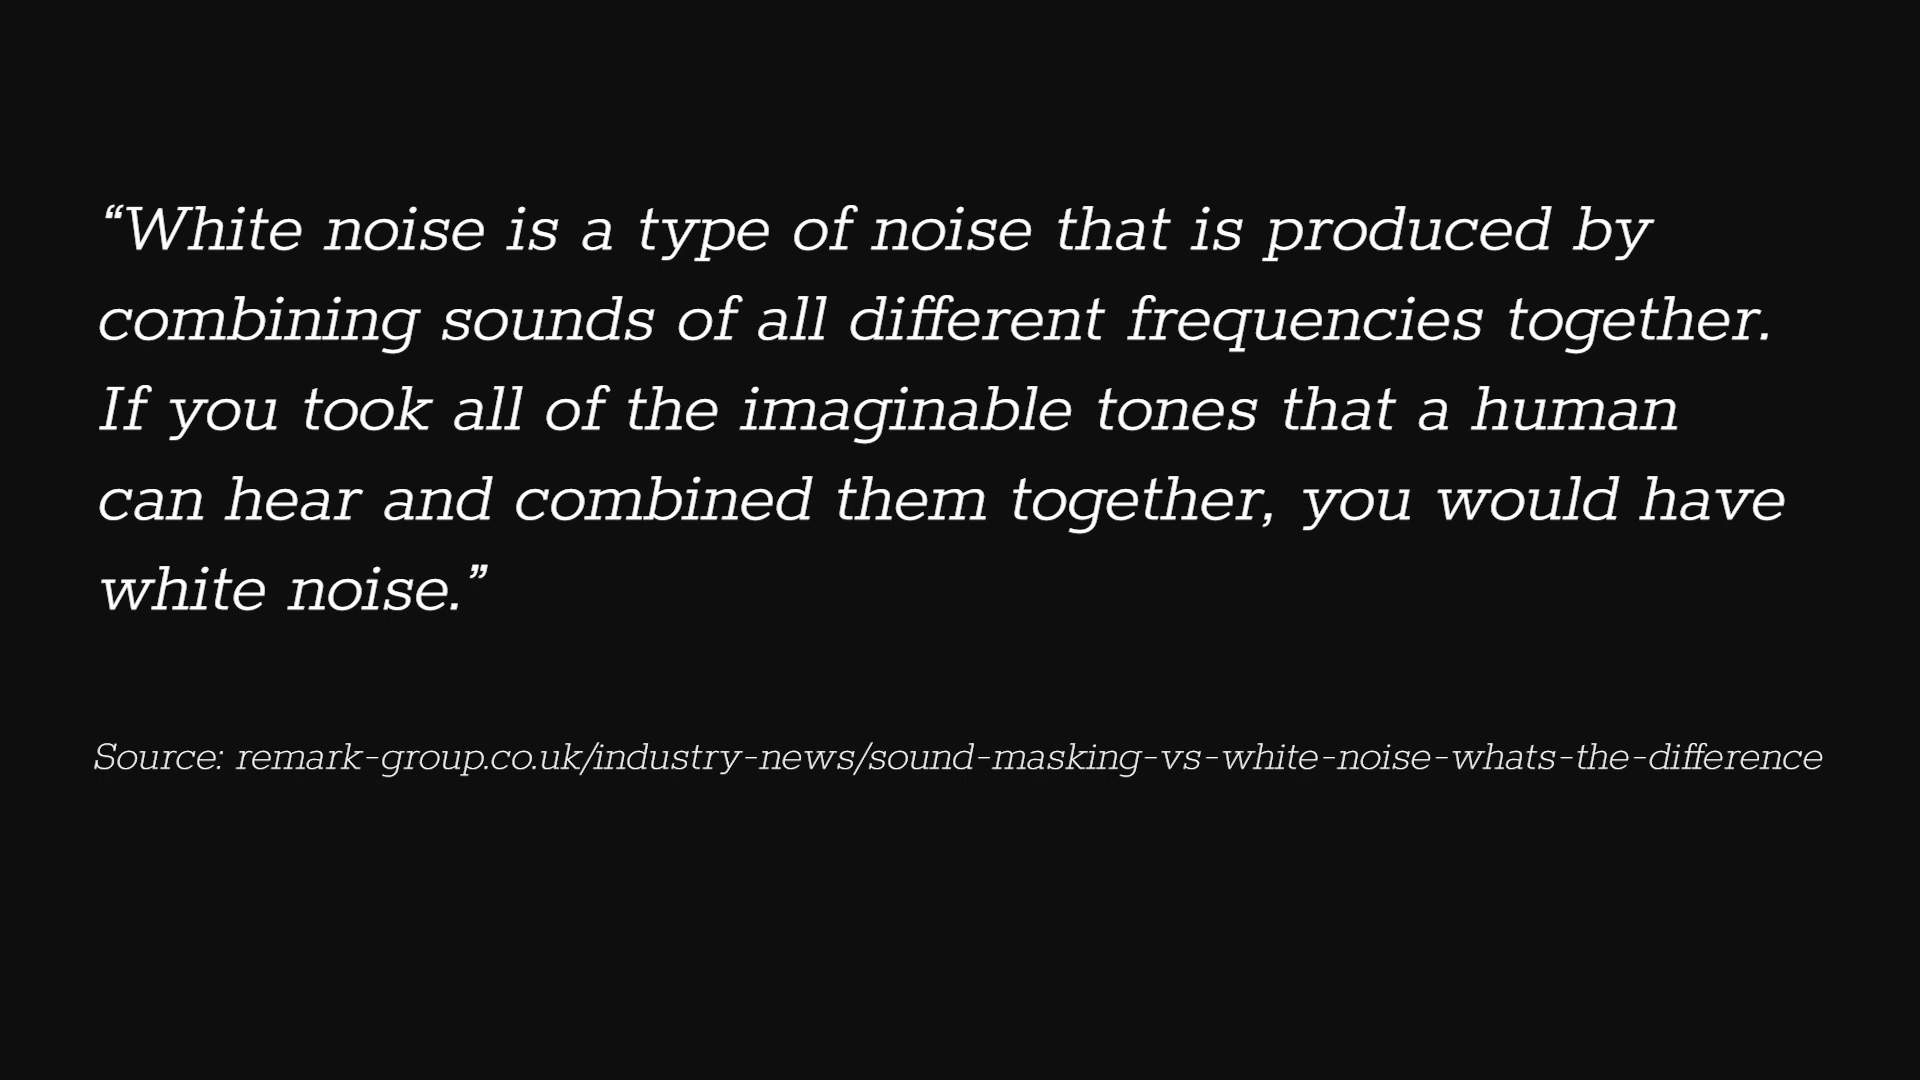 “White noise is a type of noise that is produced by
combining sounds of all different frequencies together.
If you took all of the imaginable tones that a human
can hear and combined them together, you would have
white noise.”
Source: remark-group.co.uk/industry-news/sound-masking-vs-white-noise-whats-the-difference